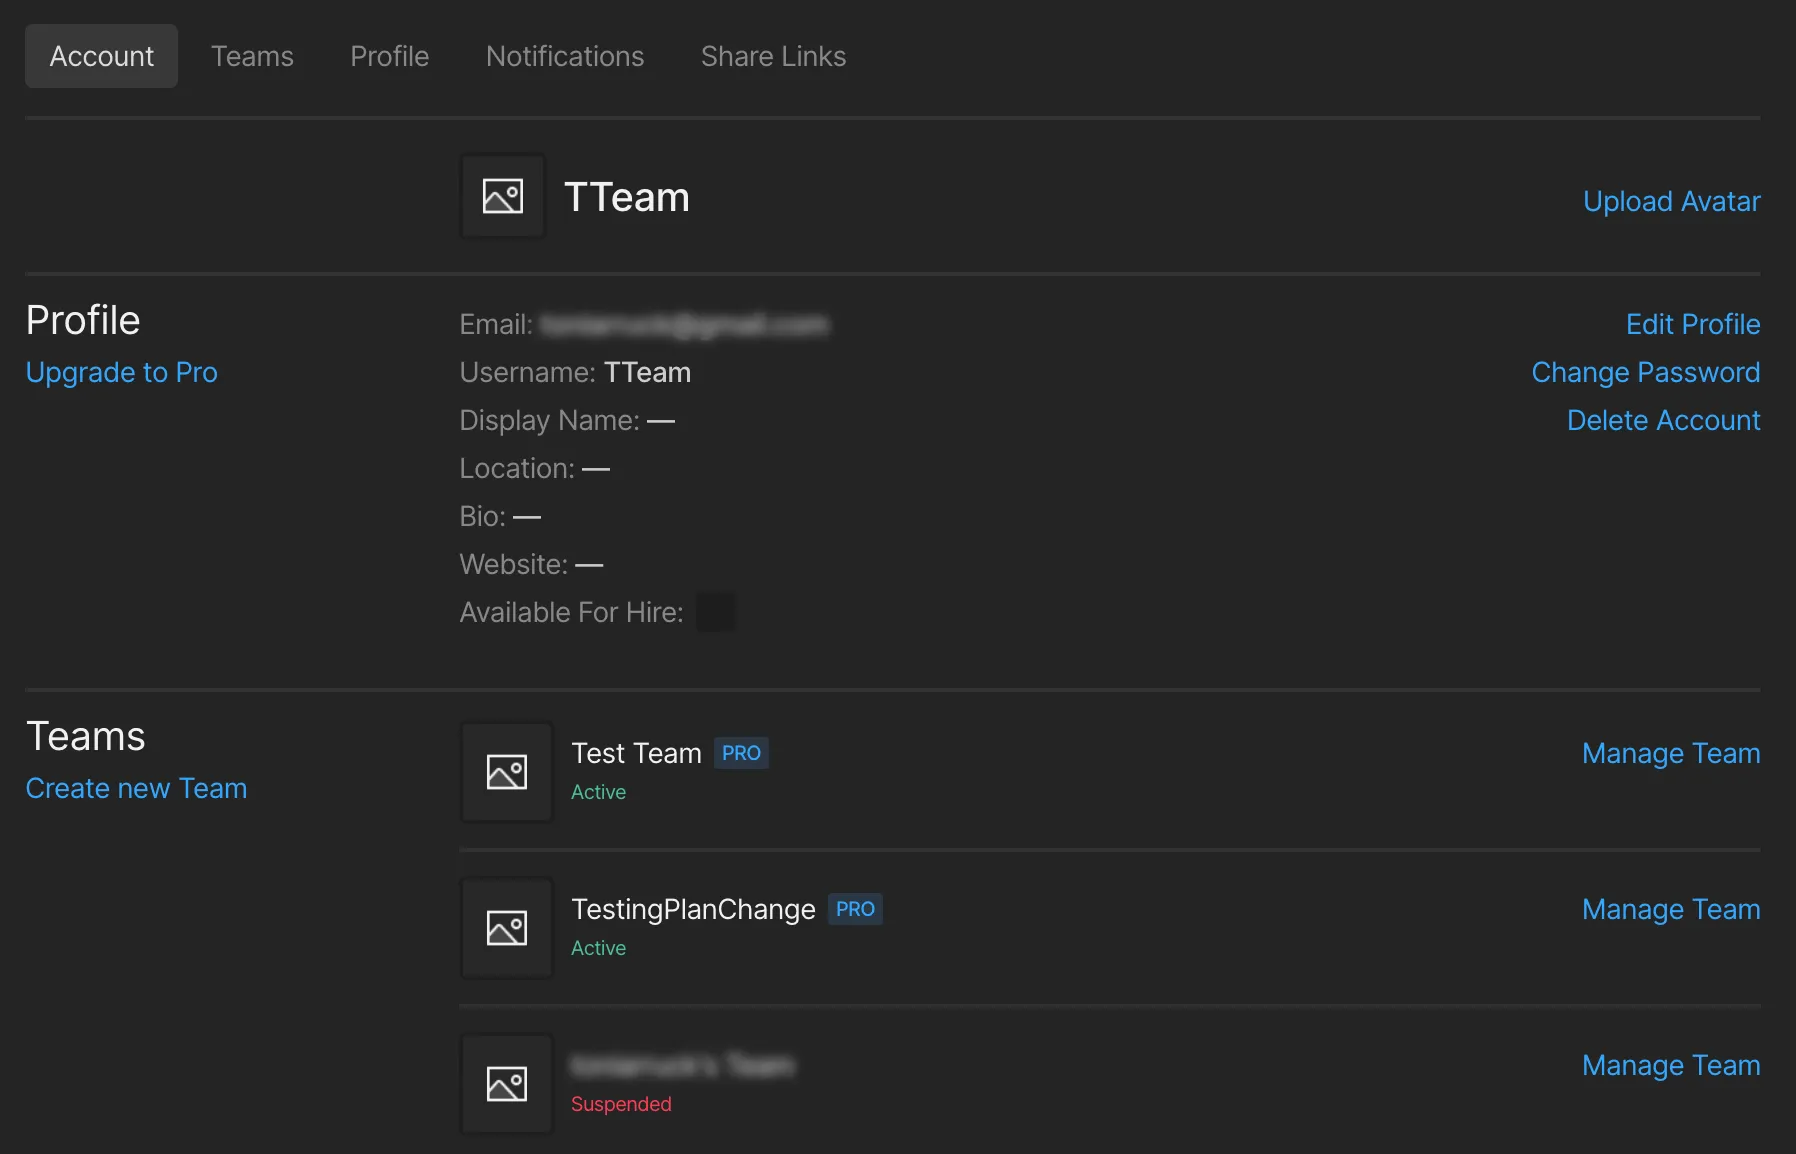 Account Teams Profile Notifications Share Links
TTeam
Upload Avatar
Profile
Upgrade to Pro
Email:
Username: TTeam
Display Name: —
Location: —
Bio: —
Website: —
Available For Hire:
Edit Profile
Change Password
Delete Account
Teams
Create new Team
Test Team PRO
Active
Manage Team
TestingPlanChange PRO
Active
Manage Team
Team
Suspended
Manage Team